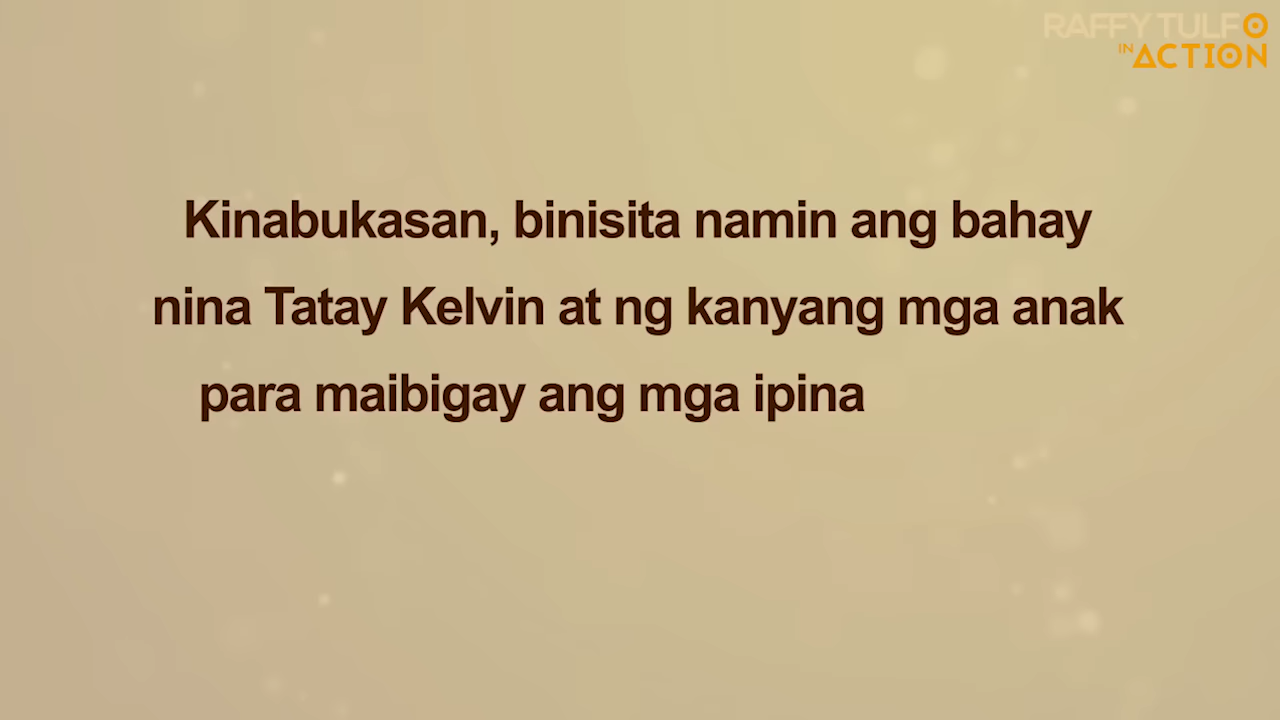 RAFFY TULFO
IN ACTION
Kinabukasan, binisita namin ang bahay
nina Tatay Kelvin at ng kanyang mga anak
para maibigay ang mga ipina